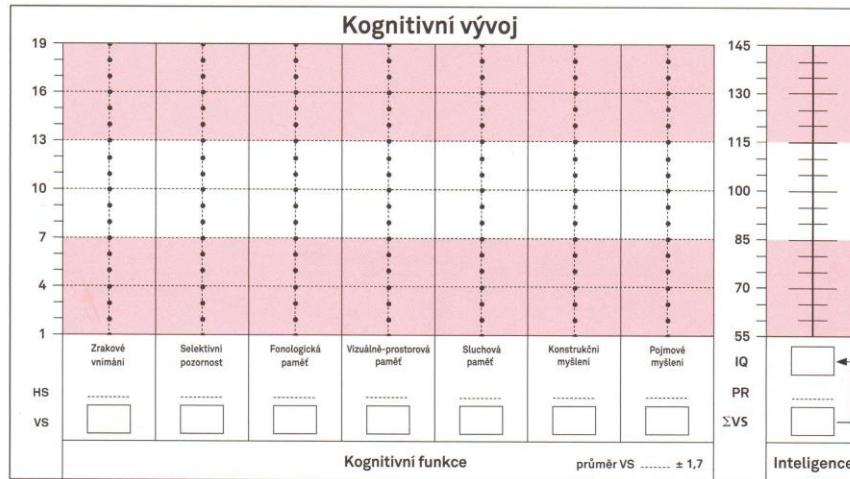 Kognitivní vývoj
19
16
13
10
7
4
1
145
130
115
100
85
70
55
Zrakové
vnímání
Selektivní
pozornost
Fonologická
paměť
Vizuálně-prostorová
paměť
Sluchová
paměť
Konstrukční
myšlení
Pojmové
myšlení
IQ
HS
PR
VS
ΣVS
Kognitivní funkce
průměr VS ........ ± 1,7
Inteligence